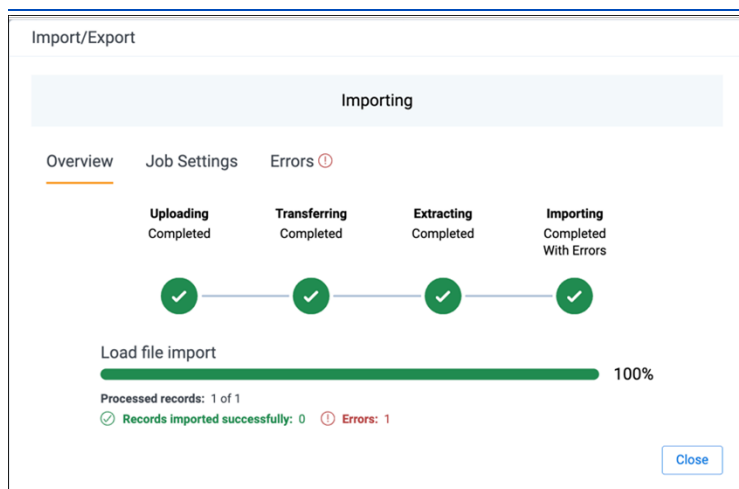 Import/Export
Importing
Overview Job Settings Errors
Uploading Transferring Extracting Importing
Completed Completed Completed Completed
With Errors
Load file import
100%
Processed records: 1 of 1
Records imported successfully: 0 Errors: 1
Close